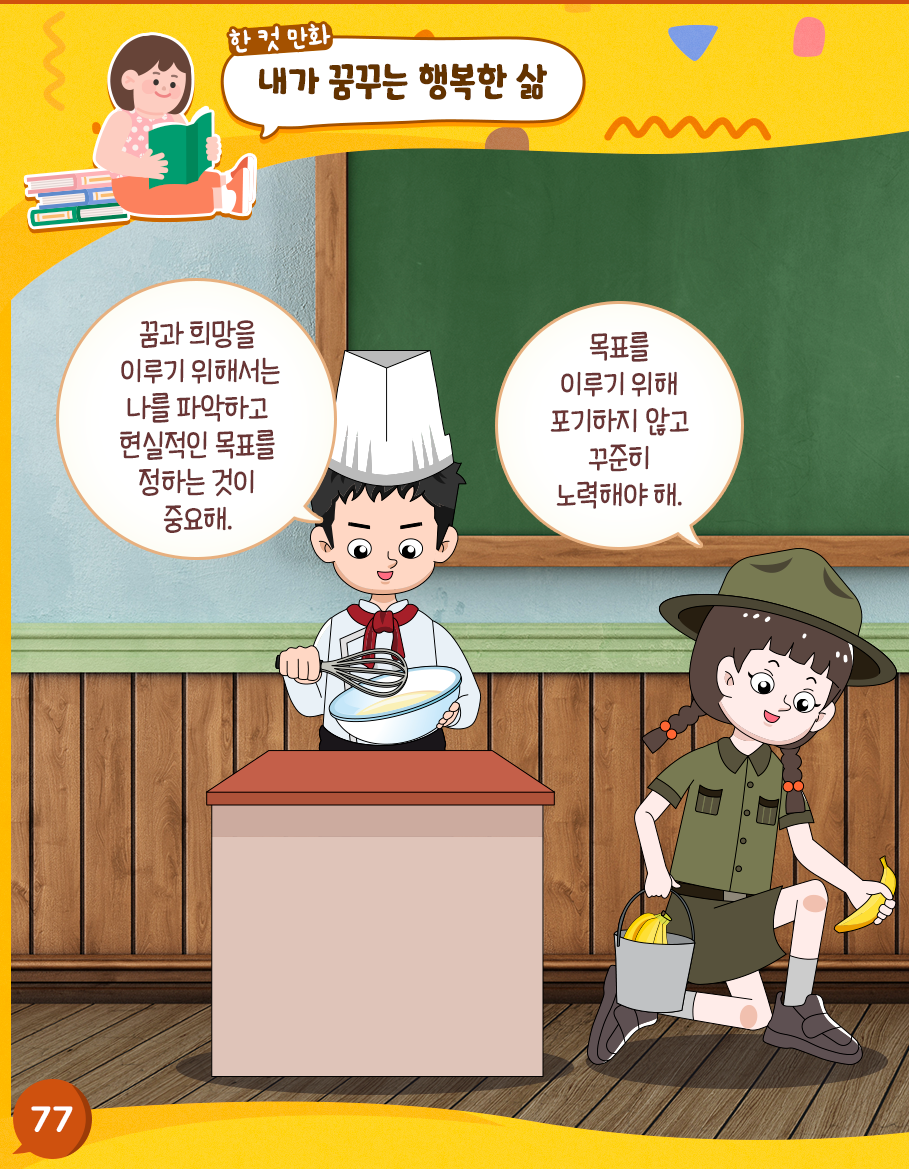 한 컷 만화
내가 꿈꾸는 행복한 삶
꿈과 희망을
이루기 위해서는
나를 파악하고
현실적인 목표를
정하는 것이
중요해.
목표를
이루기 위해
포기하지 않고
꾸준히
노력해야 해.
77